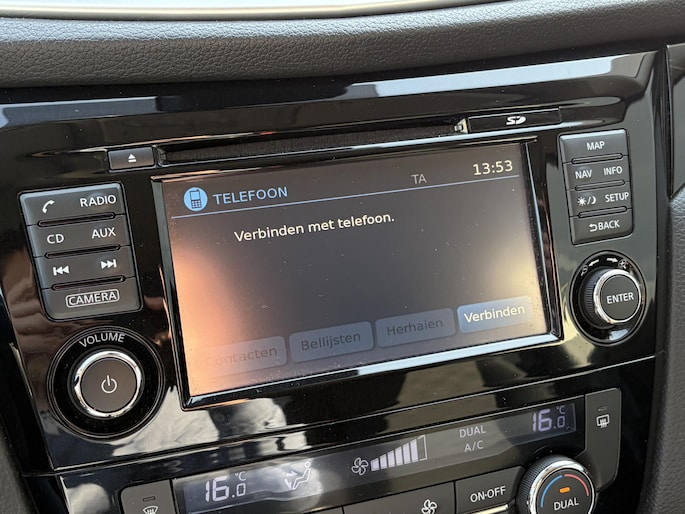 SD
MAP
NAV INFO
SETUP
BACK
RADIO
CD AUX
CAMERA
VOLUME
TELEFOON TA 13:53
Verbinden met telefoon.
Contacten Bellijsten Herhalen Verbinden
ENTER
16.0 °C
DUAL
A/C
16.0 °C
ON-OFF
DUAL